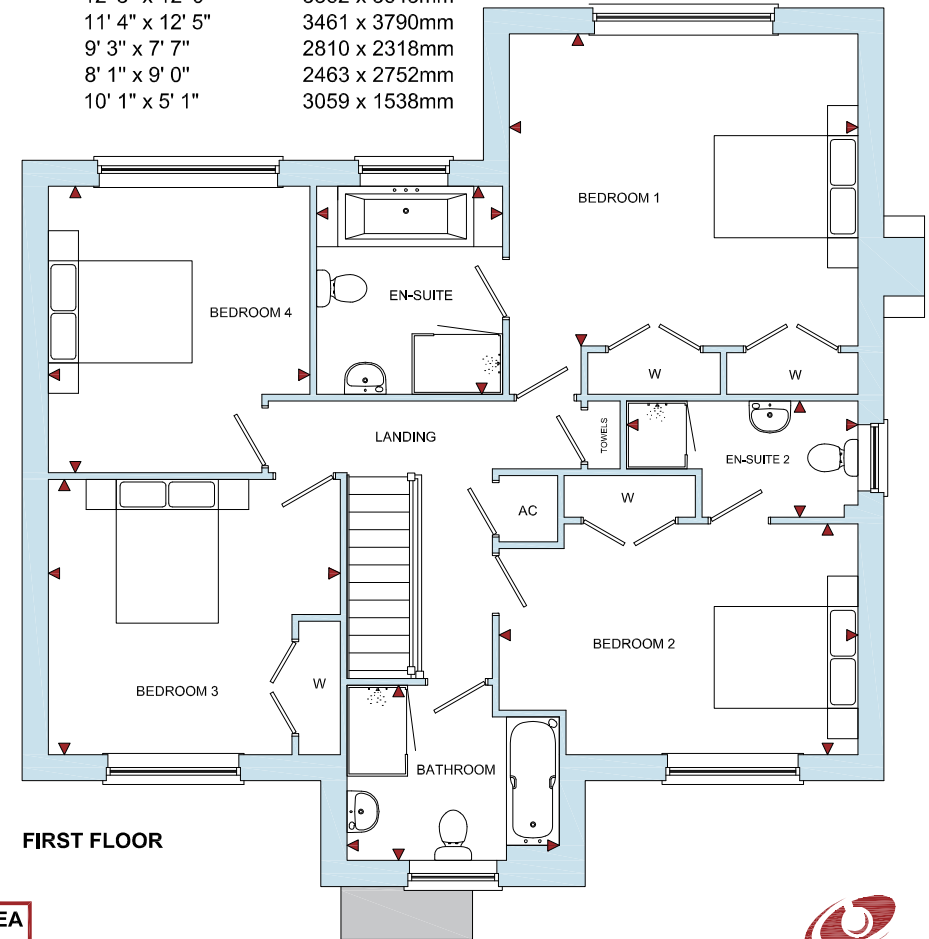 11' 4" x 12' 5" 3461 x 3790mm
9' 3" x 7' 7" 2810 x 2318mm
8' 1" x 9' 0" 2463 x 2752mm
10' 1" x 5' 1" 3059 x 1538mm
BEDROOM 1
EN-SUITE
BEDROOM 4
W
W
LANDING
TOWELS
EN-SUITE 2
W
AC
BEDROOM 2
BEDROOM 3
W
BATHROOM
FIRST FLOOR